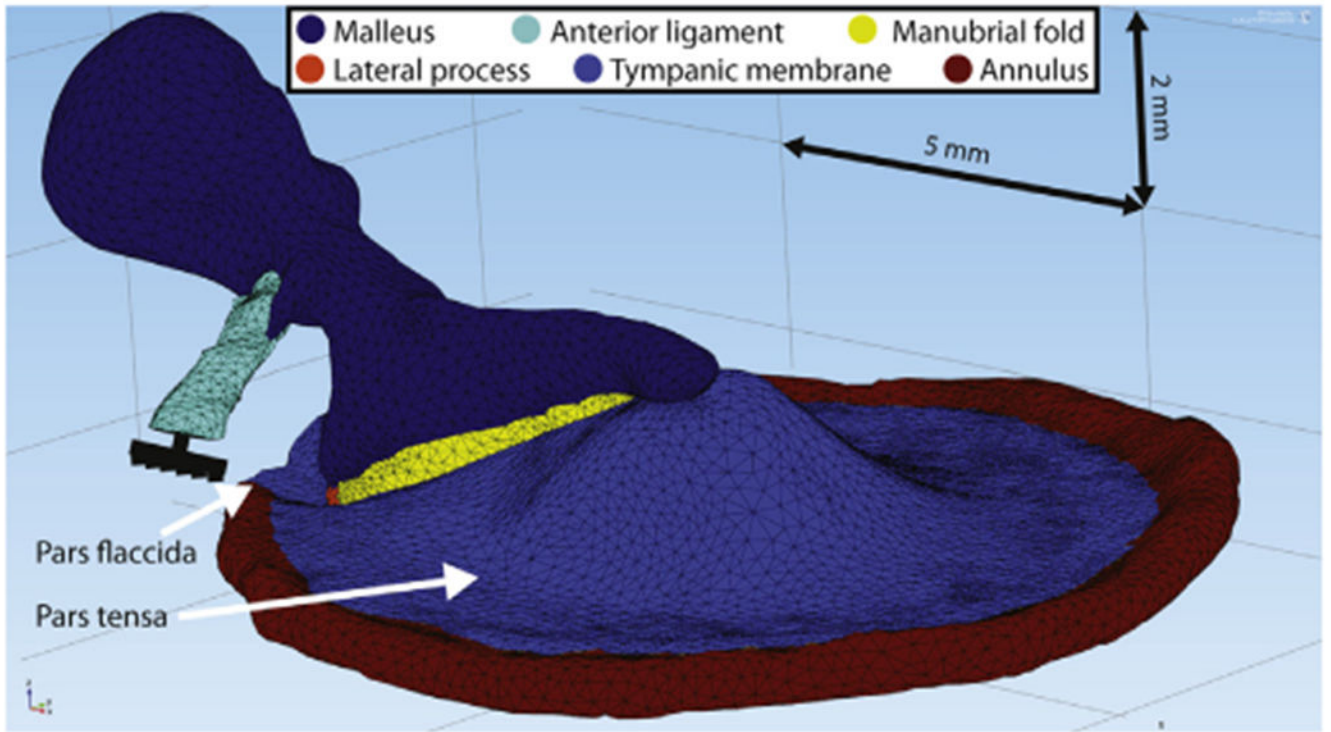 Malleus Anterior ligament Manubrial fold
Lateral process Tympanic membrane Annulus
2 mm
5 mm
Pars flaccida
Pars tensa